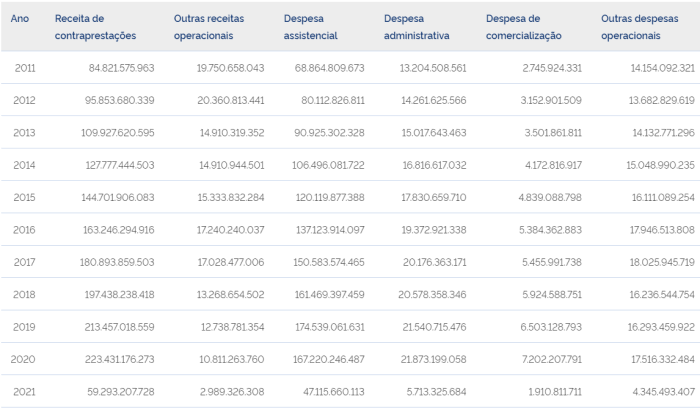 Ano Receita de contraprestações Outras receitas operacionais Despesa assistencial Despesa administrativa Despesa de comercialização Outras despesas operacionais
2011 84.821.575.963 19.750.658.043 68.864.809.673 13.204.508.561 2.745.924.331 14.154.092.321
2012 95.853.680.339 20.360.813.441 80.112.826.811 14.261.625.566 3.152.901.509 13.682.829.619
2013 109.927.620.595 14.910.319.352 90.925.302.328 15.017.643.463 3.501.861.811 14.132.771.296
2014 127.777.444.503 14.910.944.501 106.496.081.722 16.816.617.032 4.172.816.917 15.048.990.235
2015 144.701.906.083 15.333.832.284 120.119.877.388 17.830.659.710 4.839.088.798 16.111.089.254
2016 163.246.294.916 17.240.240.037 137.123.914.097 19.372.921.338 5.384.362.883 17.946.513.808
2017 180.893.859.503 17.028.477.006 150.583.574.465 20.176.363.171 5.455.991.738 18.025.945.719
2018 197.438.238.418 13.268.654.502 161.469.397.459 20.578.358.346 5.924.588.751 16.236.544.754
2019 213.457.018.559 12.738.781.354 174.539.061.631 21.540.715.476 6.503.128.793 16.293.459.922
2020 223.431.176.273 10.811.263.760 167.220.246.487 21.873.199.058 7.202.207.791 17.516.332.484
2021 59.293.207.728 2.989.326.308 47.115.660.113 5.713.325.684 1.910.811.711 4.345.493.407